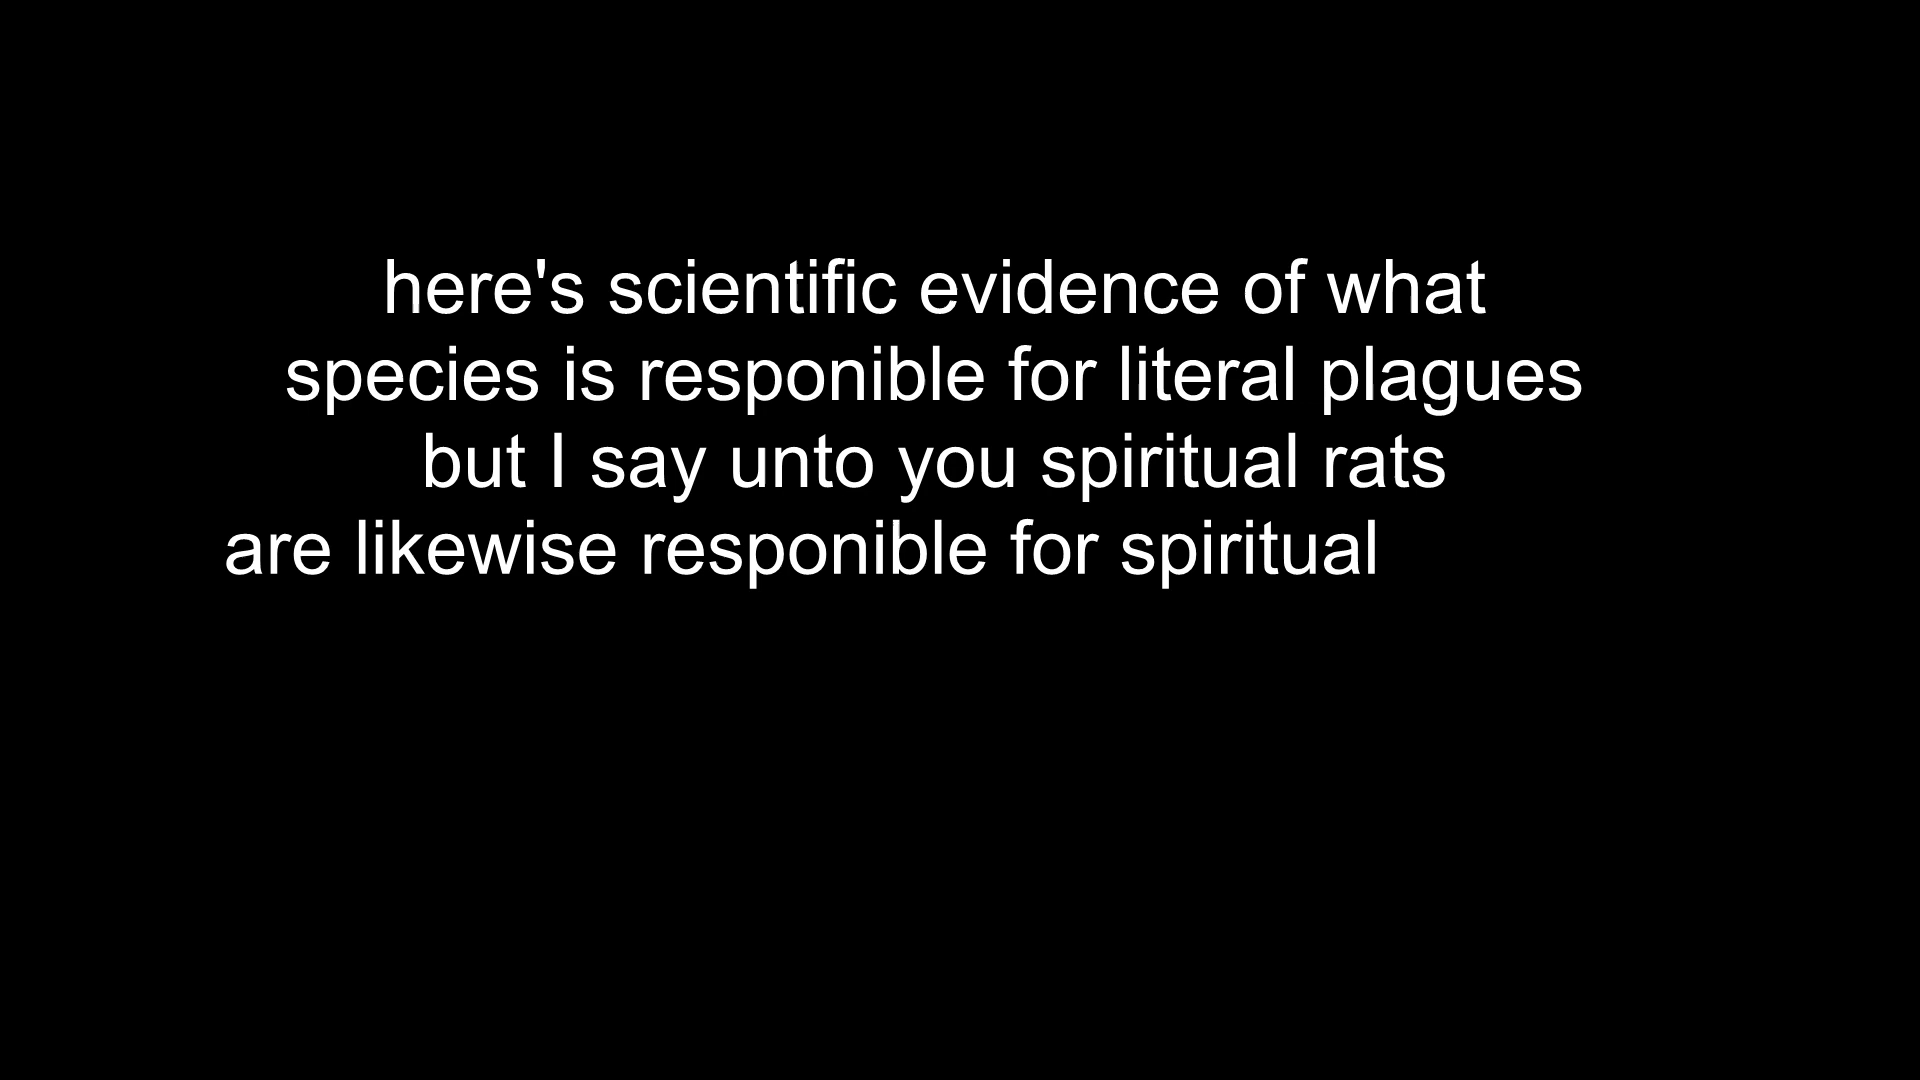 here's scientific evidence of what
species is responible for literal plagues
but I say unto you spiritual rats
are likewise responible for spiritual